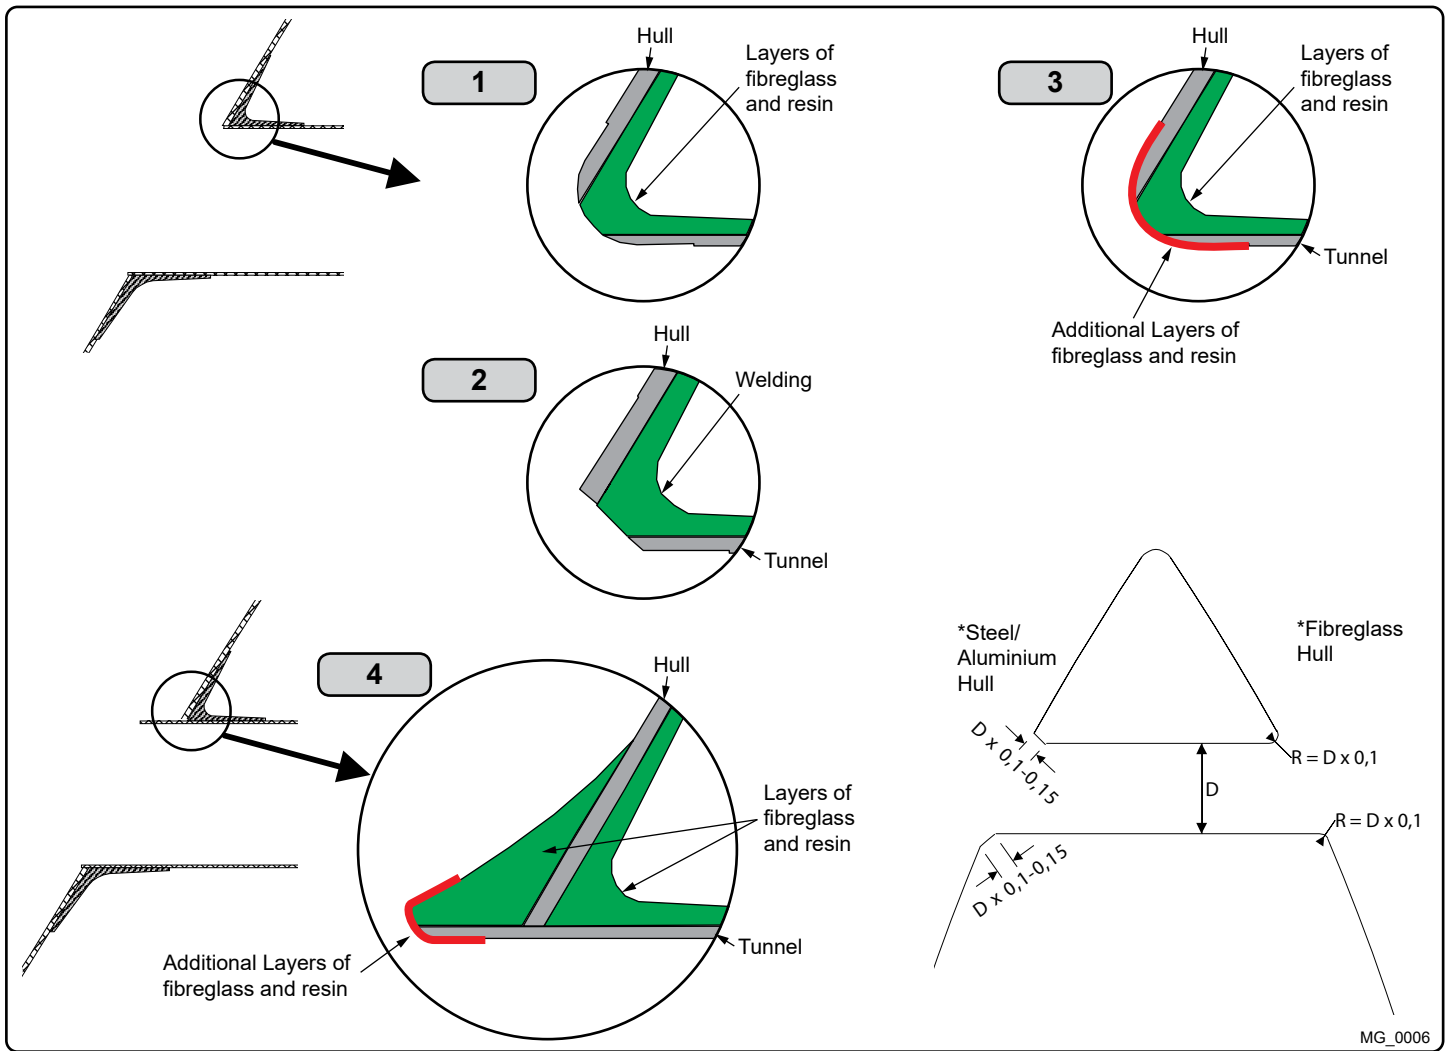 1
Hull
Layers of
fibreglass
and resin
3
Hull
Layers of
fibreglass
and resin
Tunnel
Additional Layers of
fibreglass and resin
2
Hull
Welding
Tunnel
4
Hull
Layers of
fibreglass
and resin
Tunnel
Additional Layers of
fibreglass and resin
*Steel/
Aluminium
Hull
*Fibreglass
Hull
D x 0,1-0,15
R = D x 0,1
D
R = D x 0,1
D x 0,1-0,15
MG_0006